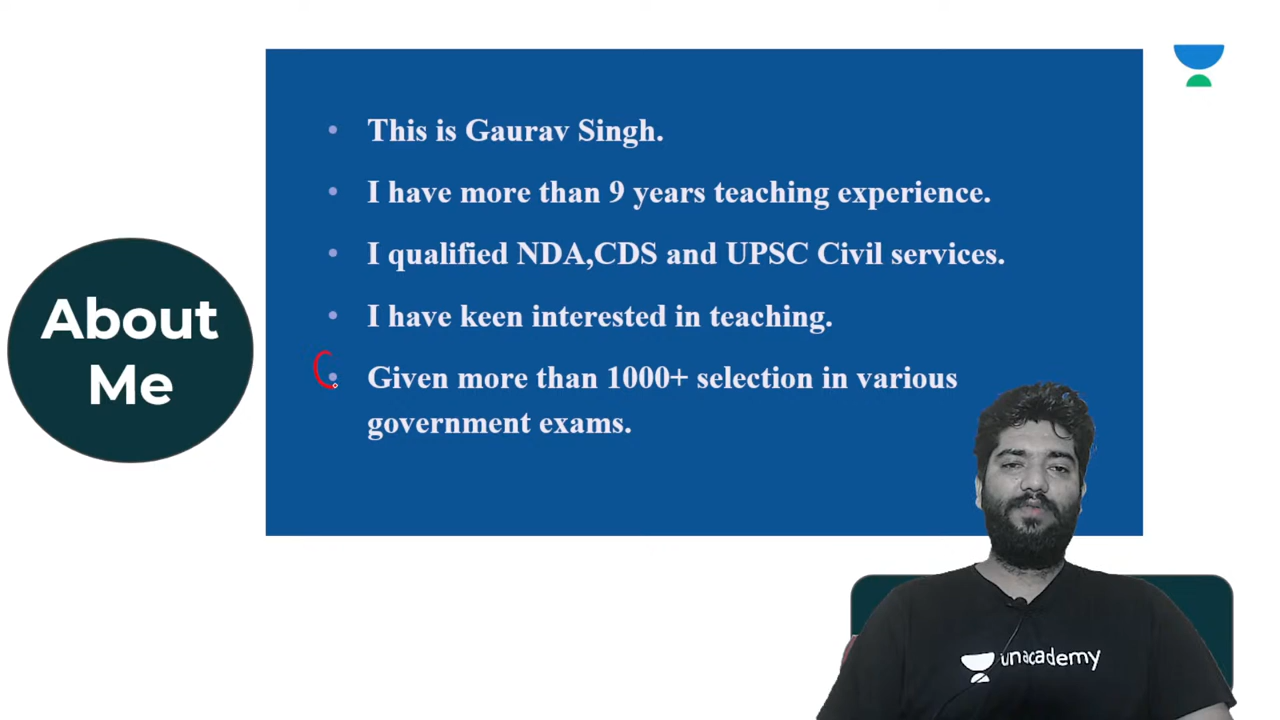 This is Gaurav Singh.
I have more than 9 years teaching experience.
I qualified NDA,CDS and UPSC Civil services.
I have keen interested in teaching.
Given more than 1000+ selection in various
government exams.
About
Me
unacademy